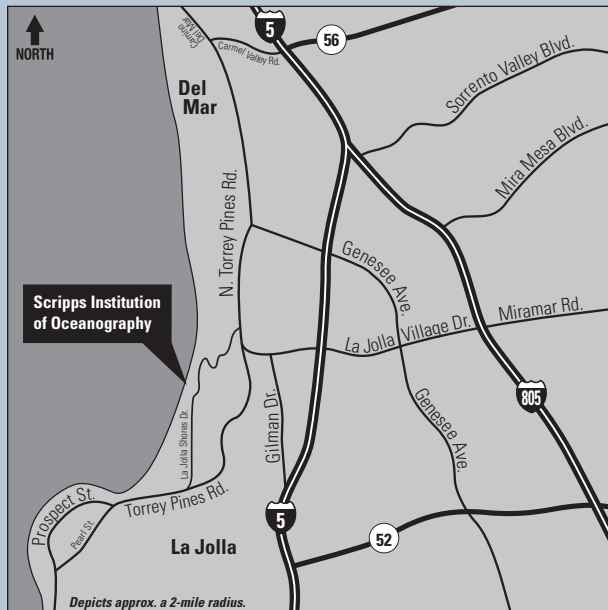 NORTH
Camino
Del Mar
5
56
Carmel Valley Rd.
Del
Mar
Sorrento Valley Blvd.
Mira Mesa Blvd.
N. Torrey Pines Rd.
Genesee Ave.
Scripps Institution
of Oceanography
La Jolla Village Dr.
Miramar Rd.
805
La Jolla Shores Dr.
Gilman Dr.
Genesee Ave.
Prospect St.
Pearl St.
Torrey Pines Rd.
5
52
La Jolla
Depicts approx. a 2-mile radius.